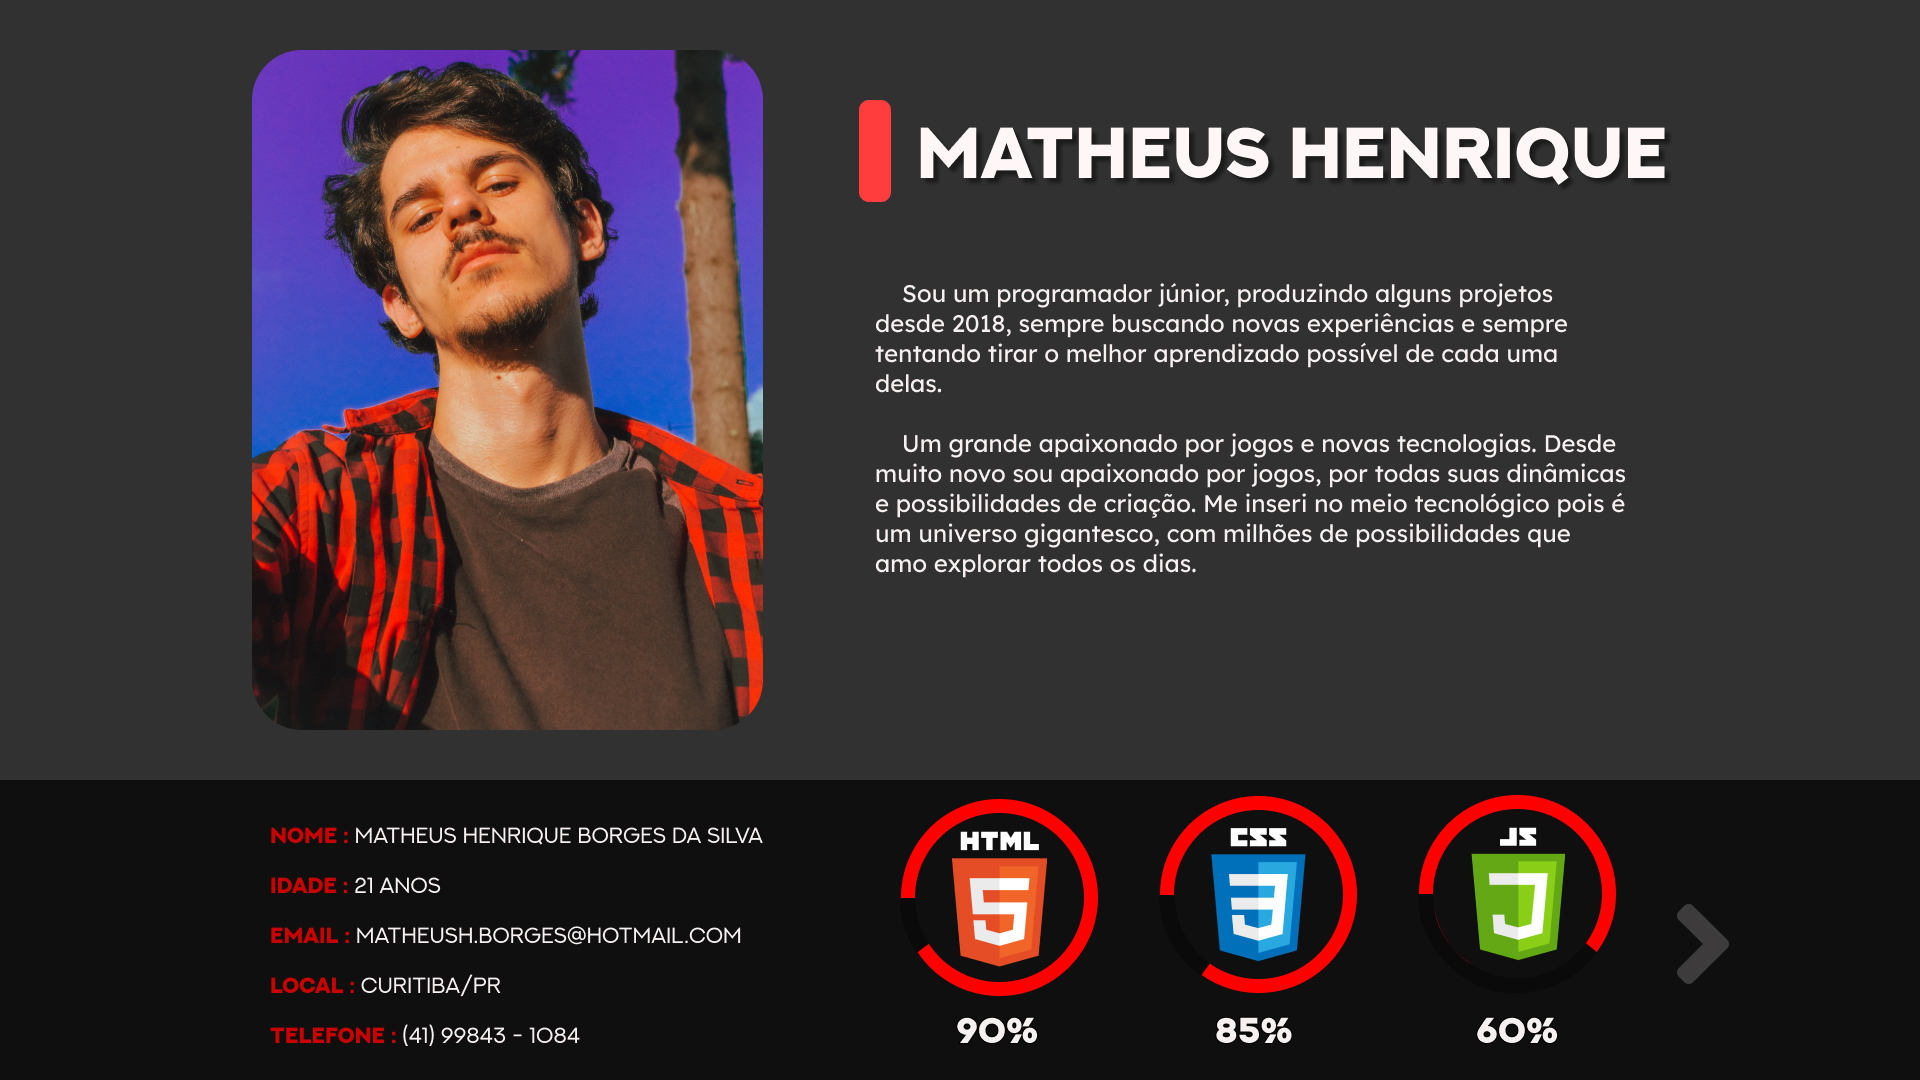 MATHEUS HENRIQUE
Sou um programador júnior, produzindo alguns projetos
desde 2018, sempre buscando novas experiências e sempre
tentando tirar o melhor aprendizado possível de cada uma
delas.
Um grande apaixonado por jogos e novas tecnologias. Desde
muito novo sou apaixonado por jogos, por todas suas dinâmicas
e possibilidades de criação. Me inseri no meio tecnológico pois é
um universo gigantesco, com milhões de possibilidades que
amo explorar todos os dias.
NOME : MATHEUS HENRIQUE BORGES DA SILVA
IDADE : 21 ANOS
EMAIL : MATHEUSH.BORGES@HOTMAIL.COM
LOCAL : CURITIBA/PR
TELEFONE : (41) 99843 - 1084
HTML
5
90%
CSS
3
85%
JS
J
60%